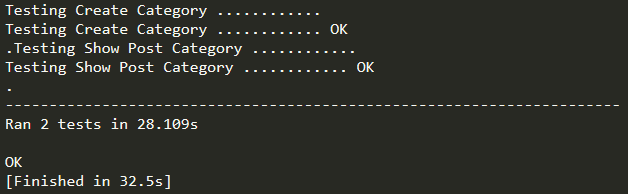 Testing Create Category ............
Testing Create Category ............ OK
.Testing Show Post Category ............
Testing Show Post Category ............ OK
.
----------------------------------------------------------------------
Ran 2 tests in 28.109s
OK
[Finished in 32.5s]